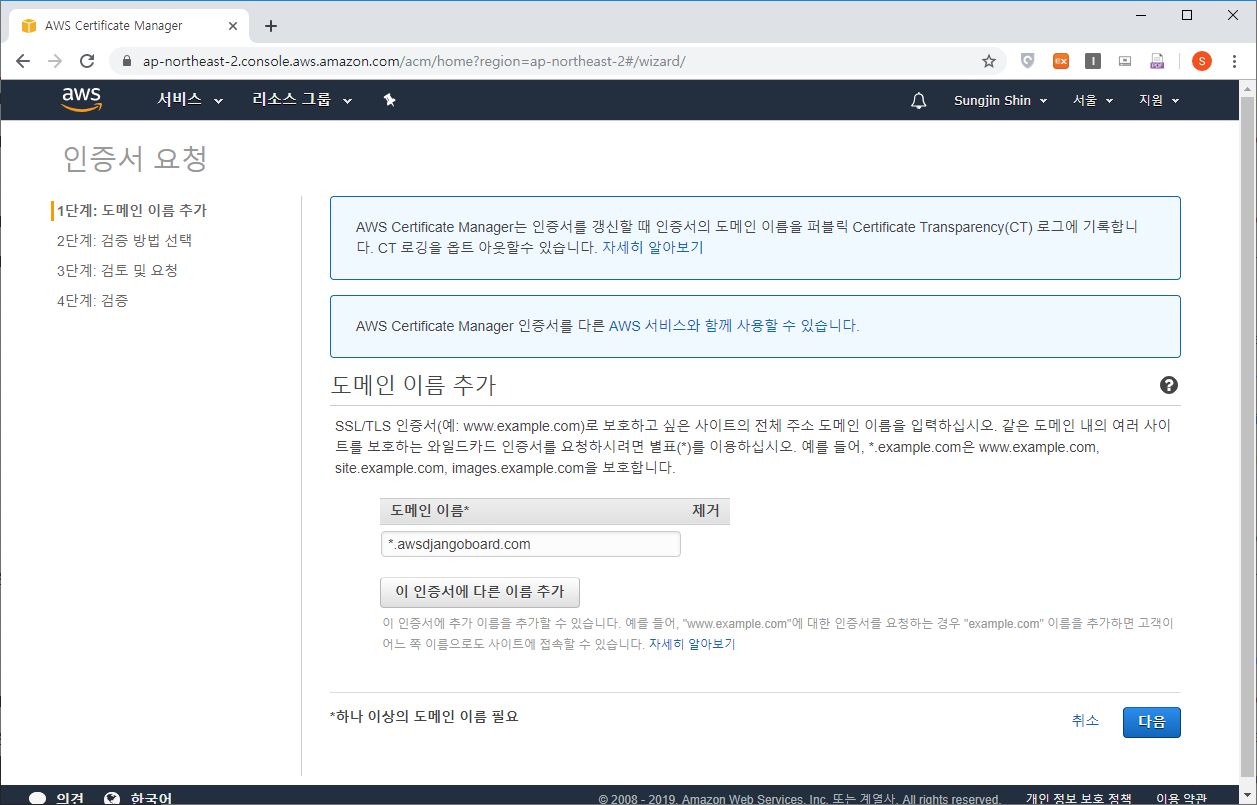 AWS Certificate Manager
ap-northeast-2.console.aws.amazon.com/acm/home?region=ap-northeast-2#/wizard/
EX
I
PDF
S
aws
서비스
리소스 그룹
Sungjin Shin
서울
지원
인증서 요청
1단계: 도메인 이름 추가
2단계: 검증 방법 선택
3단계: 검토 및 요청
4단계: 검증
AWS Certificate Manager는 인증서를 갱신할 때 인증서의 도메인 이름을 퍼블릭 Certificate Transparency(CT) 로그에 기록합니
다. CT 로깅을 옵트 아웃할수 있습니다. 자세히 알아보기
AWS Certificate Manager 인증서를 다른 AWS 서비스와 함께 사용할 수 있습니다.
도메인 이름 추가
SSL/TLS 인증서(예: www.example.com)로 보호하고 싶은 사이트의 전체 주소 도메인 이름을 입력하십시오. 같은 도메인 내의 여러 사이
트를 보호하는 와일드카드 인증서를 요청하시려면 별표(*)를 이용하십시오. 예를 들어, *.example.com은 www.example.com,
site.example.com, images.example.com을 보호합니다.
도메인 이름* 제거
*.awsdjangoboard.com
이 인증서에 다른 이름 추가
이 인증서에 추가 이름을 추가할 수 있습니다. 예를 들어, "www.example.com"에 대한 인증서를 요청하는 경우 "example.com" 이름을 추가하면 고객이
어느 쪽 이름으로도 사이트에 접속할 수 있습니다. 자세히 알아보기
*하나 이상의 도메인 이름 필요
취소
다음
의견
한국어
© 2008 - 2019, Amazon Web Services, Inc. 또는 계열사. All rights reserved.
개인 정보 보호 정책
이용 약관